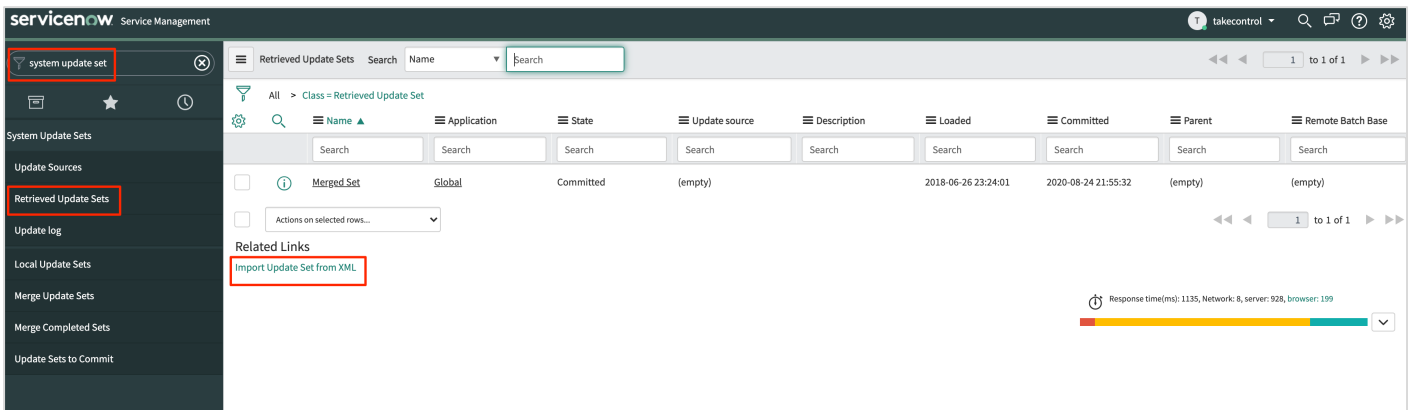 servicenow Service Management
T takecontrol
system update set
Retrieved Update Sets Search Name Search
1 to 1 of 1
All > Class = Retrieved Update Set
Name Application State Update source Description Loaded Committed Parent Remote Batch Base
Search Search Search Search Search Search Search Search Search
Merged Set Global Committed (empty) 2018-06-26 23:24:01 2020-08-24 21:55:32 (empty) (empty)
Actions on selected rows...
1 to 1 of 1
Related Links
Import Update Set from XML
Response time(ms): 1135, Network: 8, server: 928, browser: 199
System Update Sets
Update Sources
Retrieved Update Sets
Update log
Local Update Sets
Merge Update Sets
Merge Completed Sets
Update Sets to Commit